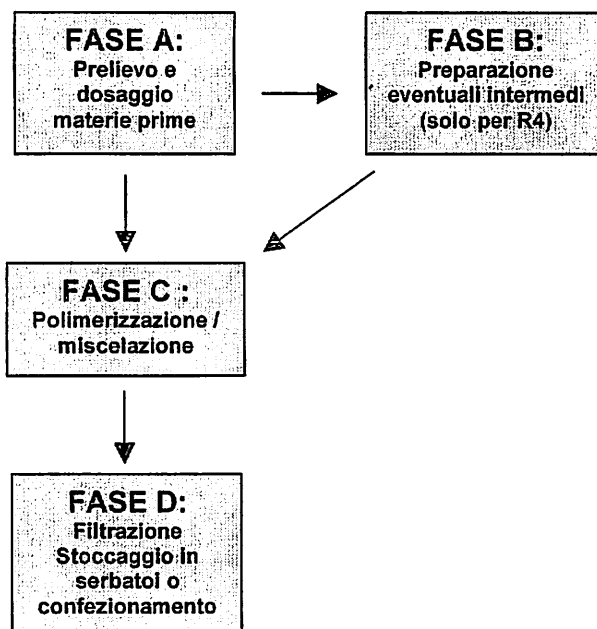 FASE A:
Prelievo e
dosaggio
materie prime
FASE B:
Preparazione
eventuali intermedi
(solo per R4)
FASE C :
Polimerizzazione /
miscelazione
FASE D:
Filtrazione
Stoccaggio in
serbatoi o
confezionamento